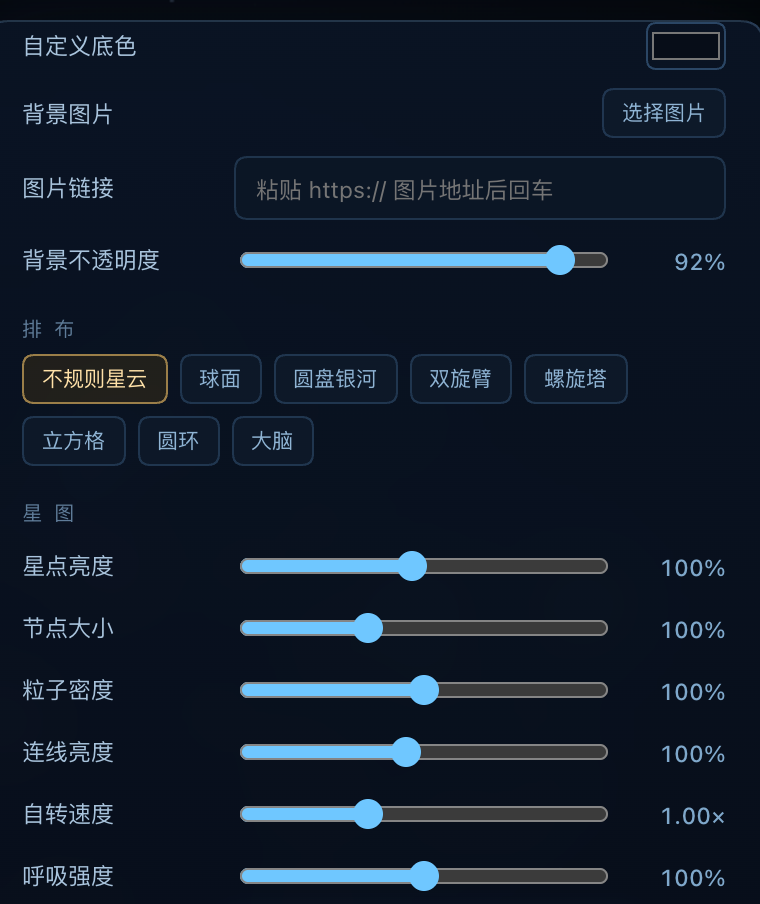 自定义底色
背景图片 选择图片
图片链接 粘贴 https:// 图片地址后回车
背景不透明度 92%
排 布
不规则星云 球面 圆盘银河 双旋臂 螺旋塔
立方格 圆环 大脑
星 图
星点亮度 100%
节点大小 100%
粒子密度 100%
连线亮度 100%
自转速度 1.00×
呼吸强度 100%